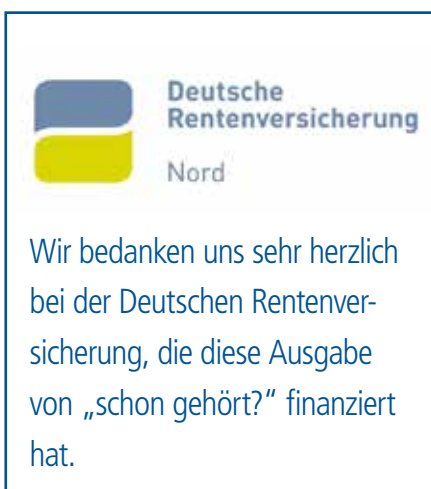 Deutsche
Rentenversicherung
Nord
Wir bedanken uns sehr herzlich
bei der Deutschen Rentenver-
sicherung, die diese Ausgabe
von „schon gehört?“ finanziert
hat.